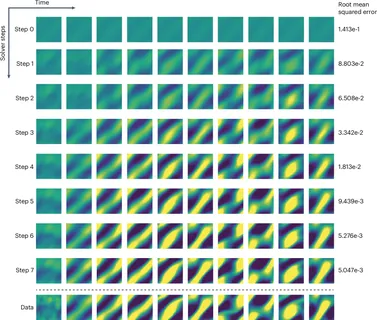 Time
Root mean
squared error
Solver steps
Step 0
1.413e-1
Step 1
8.803e-2
Step 2
6.508e-2
Step 3
3.342e-2
Step 4
1.813e-2
Step 5
9.439e-3
Step 6
5.276e-3
Step 7
5.047e-3
Data